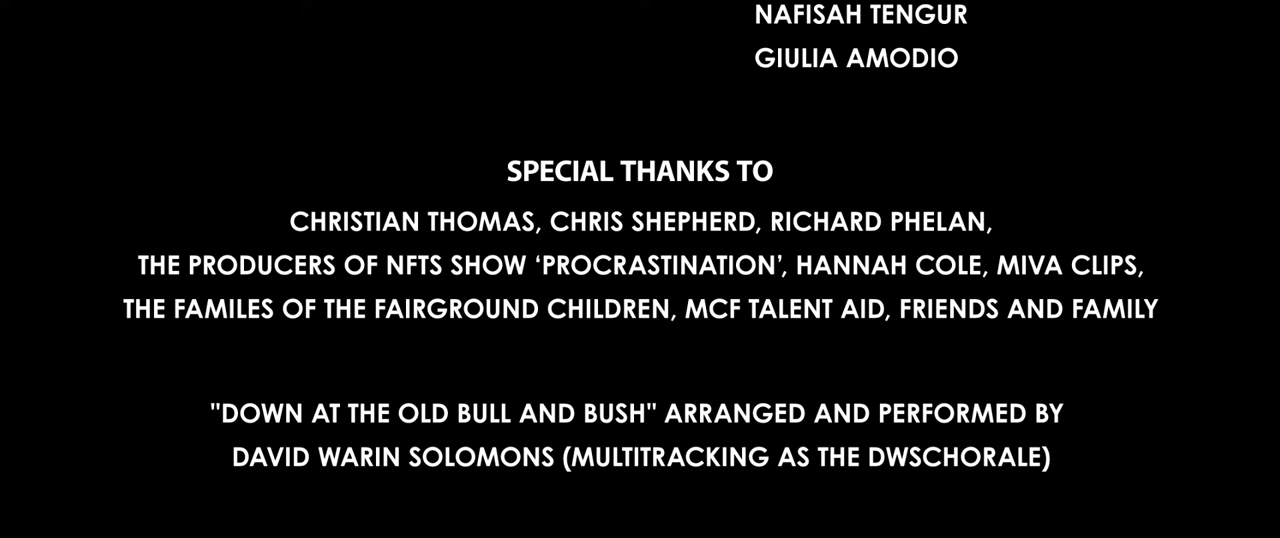 NAFISAH TENGUR
GIULIA AMODIO
SPECIAL THANKS TO
CHRISTIAN THOMAS, CHRIS SHEPHERD, RICHARD PHELAN,
THE PRODUCERS OF NFTS SHOW ‘PROCRASTINATION’, HANNAH COLE, MIVA CLIPS,
THE FAMILES OF THE FAIRGROUND CHILDREN, MCF TALENT AID, FRIENDS AND FAMILY
"DOWN AT THE OLD BULL AND BUSH" ARRANGED AND PERFORMED BY
DAVID WARIN SOLOMONS (MULTITRACKING AS THE DWSCHORALE)